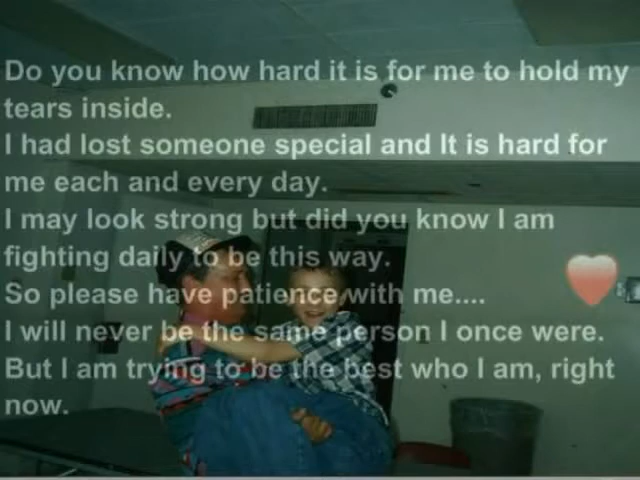 Do you know how hard it is for me to hold my
tears inside.
I had lost someone special and It is hard for
me each and every day.
I may look strong but did you know I am
fighting daily to be this way.
So please have patience with me....
I will never be the same person I once were.
But I am trying to be the best who I am, right
now.